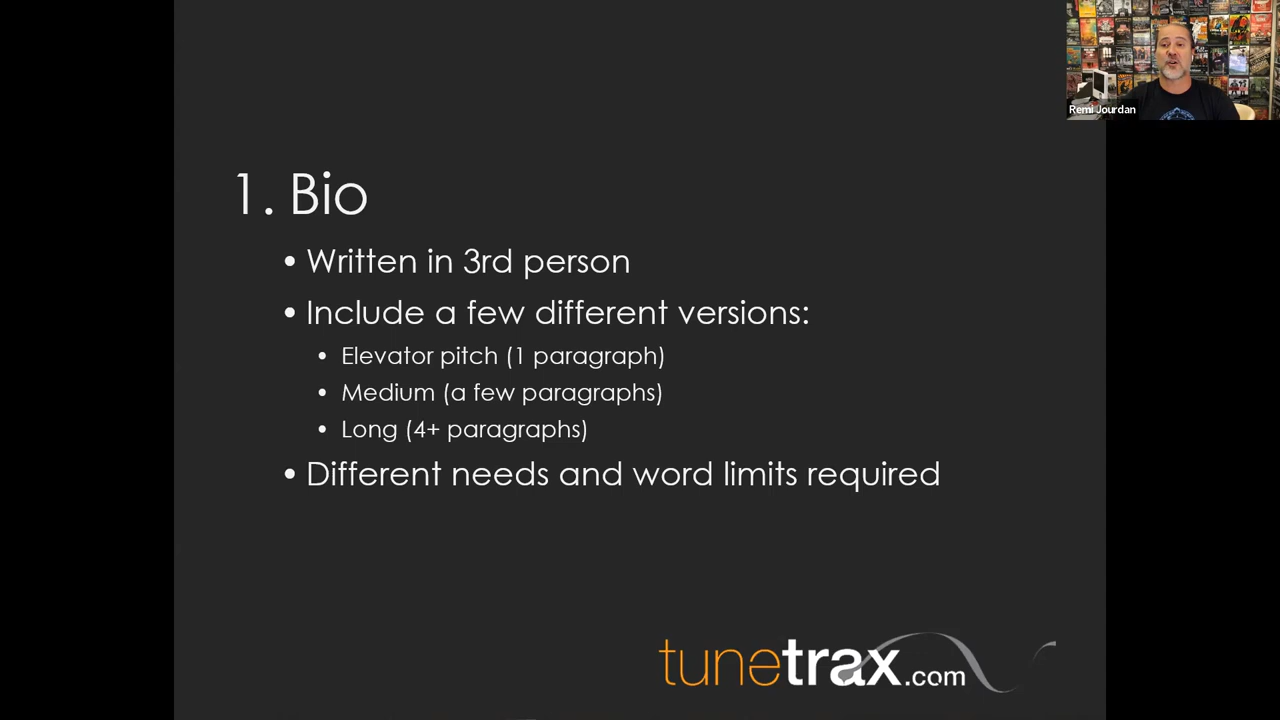 Remi Jourdan
1. Bio
• Written in 3rd person
• Include a few different versions:
• Elevator pitch (1 paragraph)
• Medium (a few paragraphs)
• Long (4+ paragraphs)
• Different needs and word limits required
tunetrax.com